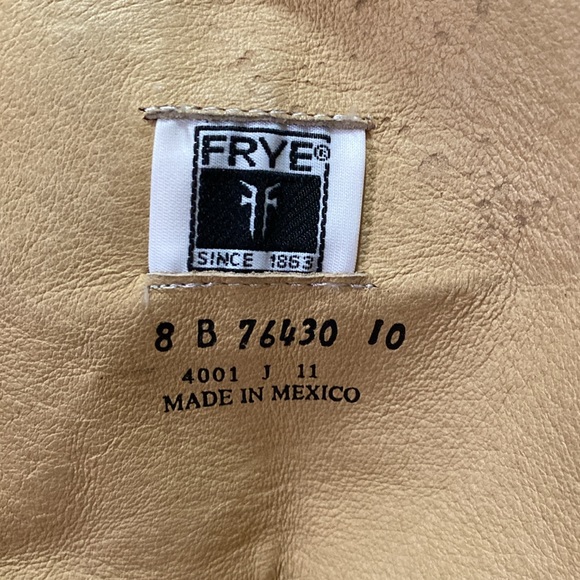 FRYE®
SINCE 1863
8 B 76430 10
4001 J 11
MADE IN MEXICO